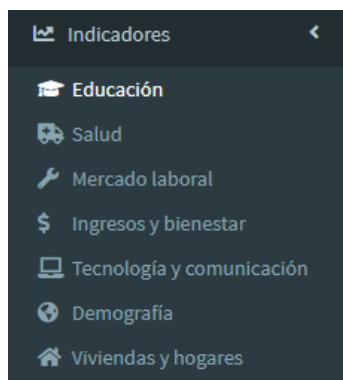 Indicadores
Educación
Salud
Mercado laboral
$ Ingresos y bienestar
Tecnología y comunicación
Demografía
Viviendas y hogares